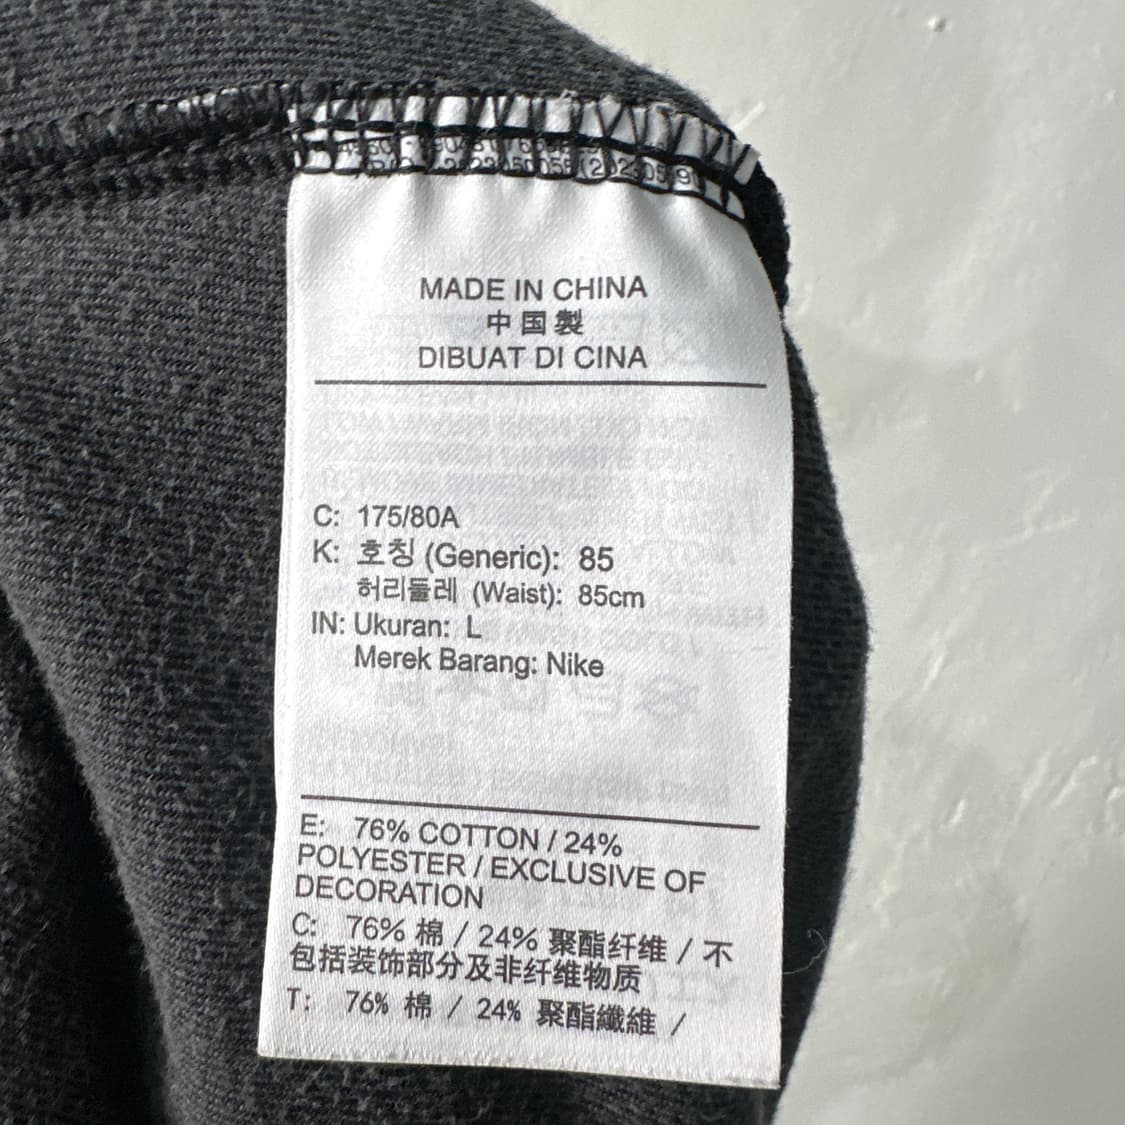 MADE IN CHINA
中国製
DIBUAT DI CINA
C: 175/80A
K: 호칭 (Generic): 85
허리둘레 (Waist): 85cm
IN: Ukuran: L
Merek Barang: Nike
E: 76% COTTON / 24%
POLYESTER / EXCLUSIVE OF
DECORATION
C: 76% 棉 / 24% 聚酯纤维 / 不
包括装饰部分及非纤维物质
T: 76% 棉 / 24% 聚酯纖維 /